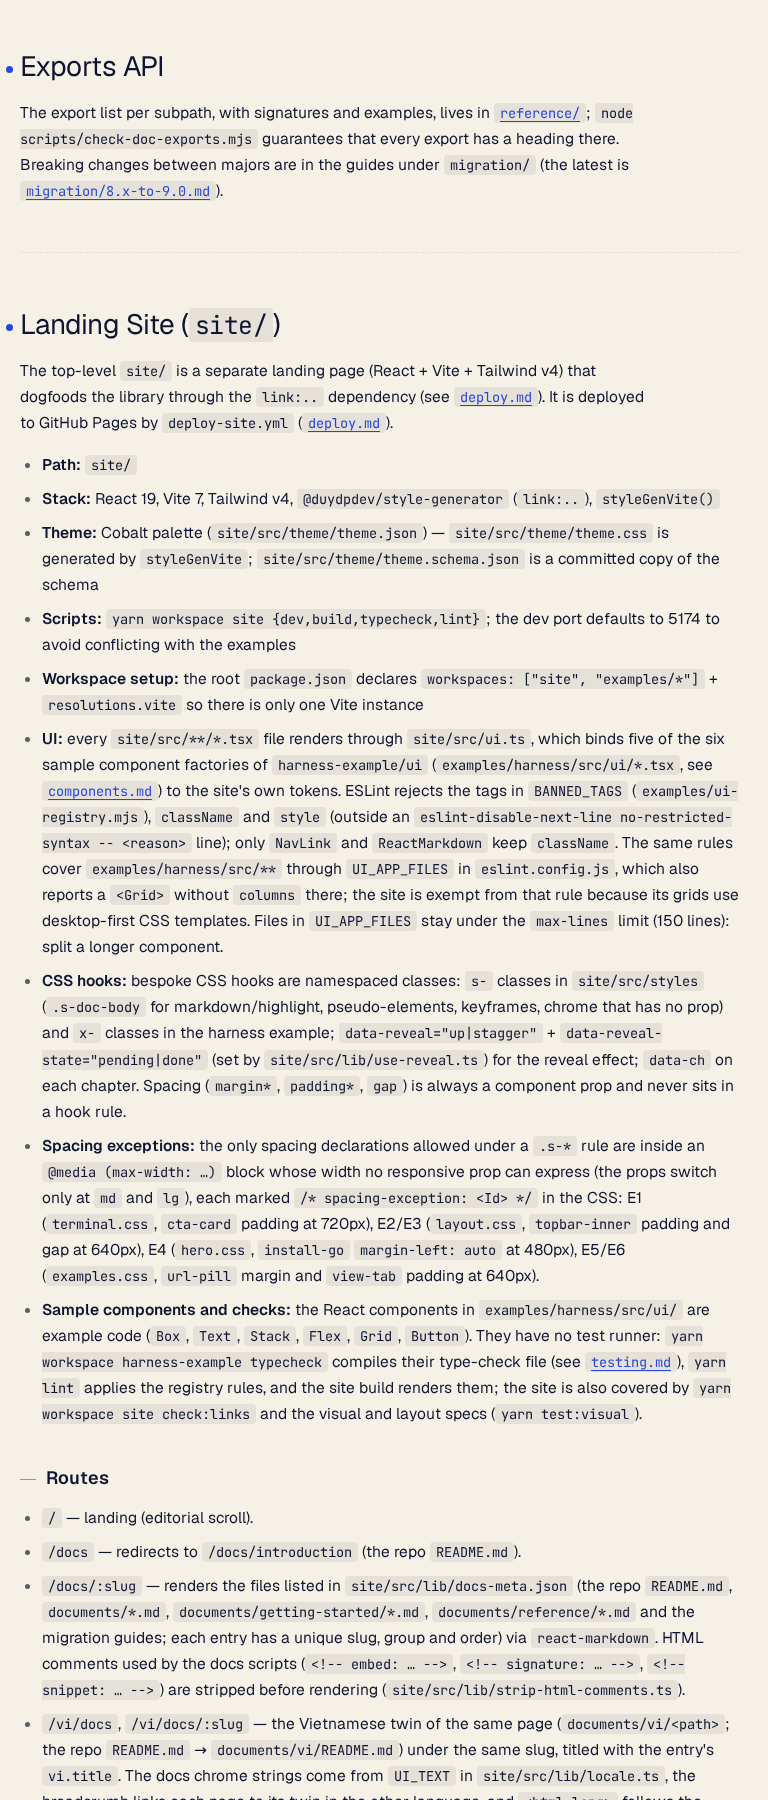 Exports API
The export list per subpath, with signatures and examples, lives in reference/ ; node
scripts/check-doc-exports.mjs guarantees that every export has a heading there.
Breaking changes between majors are in the guides under migration/ (the latest is
migration/8.x-to-9.0.md ).
Landing Site ( site/ )
The top-level site/ is a separate landing page (React + Vite + Tailwind v4) that
dogfoods the library through the link:.. dependency (see deploy.md ). It is deployed
to GitHub Pages by deploy-site.yml ( deploy.md ).
Path: site/
Stack: React 19, Vite 7, Tailwind v4, @duydpdev/style-generator ( link:.. ), styleGenVite()
Theme: Cobalt palette ( site/src/theme/theme.json ) — site/src/theme/theme.css is
generated by styleGenVite ; site/src/theme/theme.schema.json is a committed copy of the
schema
Scripts: yarn workspace site {dev,build,typecheck,lint} ; the dev port defaults to 5174 to
avoid conflicting with the examples
Workspace setup: the root package.json declares workspaces: ["site", "examples/*"] +
resolutions.vite so there is only one Vite instance
UI: every site/src/**/*.tsx file renders through site/src/ui.ts , which binds five of the six
sample component factories of harness-example/ui ( examples/harness/src/ui/*.tsx , see
components.md ) to the site's own tokens. ESLint rejects the tags in BANNED_TAGS ( examples/ui-
registry.mjs ), className and style (outside an eslint-disable-next-line no-restricted-
syntax -- <reason> line); only NavLink and ReactMarkdown keep className . The same rules
cover examples/harness/src/** through UI_APP_FILES in eslint.config.js , which also
reports a <Grid> without columns there; the site is exempt from that rule because its grids use
desktop-first CSS templates. Files in UI_APP_FILES stay under the max-lines limit (150 lines):
split a longer component.
CSS hooks: bespoke CSS hooks are namespaced classes: s- classes in site/src/styles
( .s-doc-body for markdown/highlight, pseudo-elements, keyframes, chrome that has no prop)
and x- classes in the harness example; data-reveal="up|stagger" + data-reveal-
state="pending|done" (set by site/src/lib/use-reveal.ts ) for the reveal effect; data-ch on
each chapter. Spacing ( margin* , padding* , gap ) is always a component prop and never sits in
a hook rule.
Spacing exceptions: the only spacing declarations allowed under a .s-* rule are inside an
@media (max-width: …) block whose width no responsive prop can express (the props switch
only at md and lg ), each marked /* spacing-exception: <Id> */ in the CSS: E1
( terminal.css , cta-card padding at 720px), E2/E3 ( layout.css , topbar-inner padding and
gap at 640px), E4 ( hero.css , install-go margin-left: auto at 480px), E5/E6
( examples.css , url-pill margin and view-tab padding at 640px).
Sample components and checks: the React components in examples/harness/src/ui/ are
example code ( Box , Text , Stack , Flex , Grid , Button ). They have no test runner: yarn
workspace harness-example typecheck compiles their type-check file (see testing.md ), yarn
lint applies the registry rules, and the site build renders them; the site is also covered by yarn
workspace site check:links and the visual and layout specs ( yarn test:visual ).
— Routes
/ — landing (editorial scroll).
/docs — redirects to /docs/introduction (the repo README.md ).
/docs/:slug — renders the files listed in site/src/lib/docs-meta.json (the repo README.md ,
documents/*.md , documents/getting-started/*.md , documents/reference/*.md and the
migration guides; each entry has a unique slug, group and order) via react-markdown . HTML
comments used by the docs scripts ( <!-- embed: … --> , <!-- signature: … --> , <!--
snippet: … --> ) are stripped before rendering ( site/src/lib/strip-html-comments.ts ).
/vi/docs , /vi/docs/:slug — the Vietnamese twin of the same page ( documents/vi/<path> ;
the repo README.md → documents/vi/README.md ) under the same slug, titled with the entry's
vi.title . The docs chrome strings come from UI_TEXT in site/src/lib/locale.ts , the